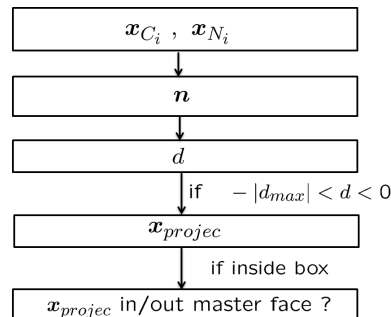 x_{C_i} , x_{N_i}
n
d
if − |d_{max}| < d < 0
x_{projec}
if inside box
x_{projec} in/out master face ?